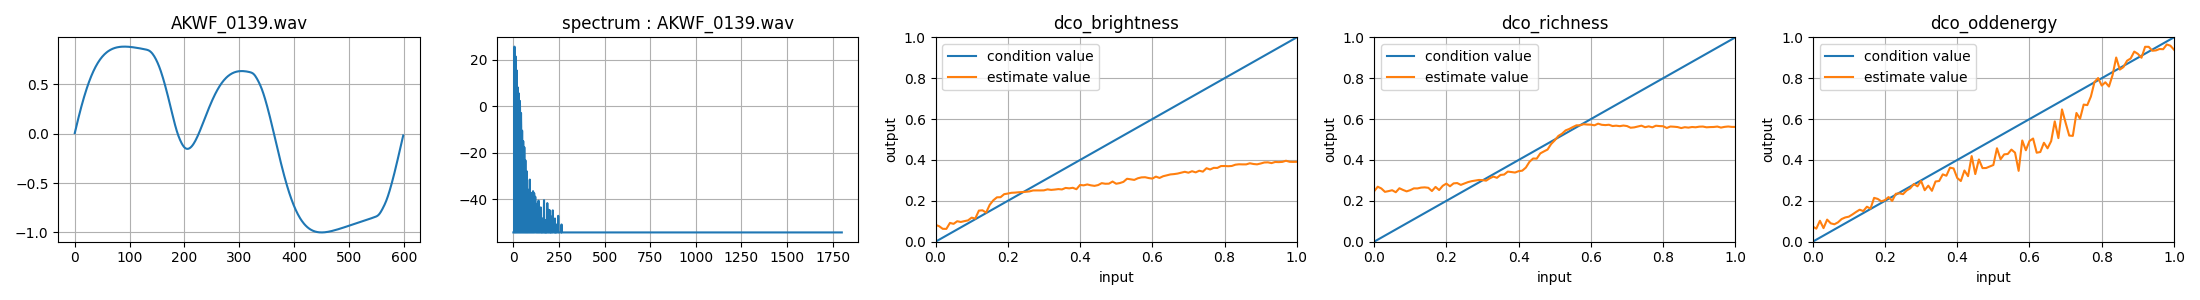 AKWF_0139.wav
0.5
0.0
−0.5
−1.0
0 100 200 300 400 500 600
spectrum : AKWF_0139.wav
20
0
−20
−40
0 250 500 750 1000 1250 1500 1750
dco_brightness
condition value
estimate value
1.0
0.8
0.6
0.4
0.2
0.0
output
0.0 0.2 0.4 0.6 0.8 1.0
input
dco_richness
condition value
estimate value
1.0
0.8
0.6
0.4
0.2
0.0
output
0.0 0.2 0.4 0.6 0.8 1.0
input
dco_oddenergy
condition value
estimate value
1.0
0.8
0.6
0.4
0.2
0.0
output
0.0 0.2 0.4 0.6 0.8 1.0
input